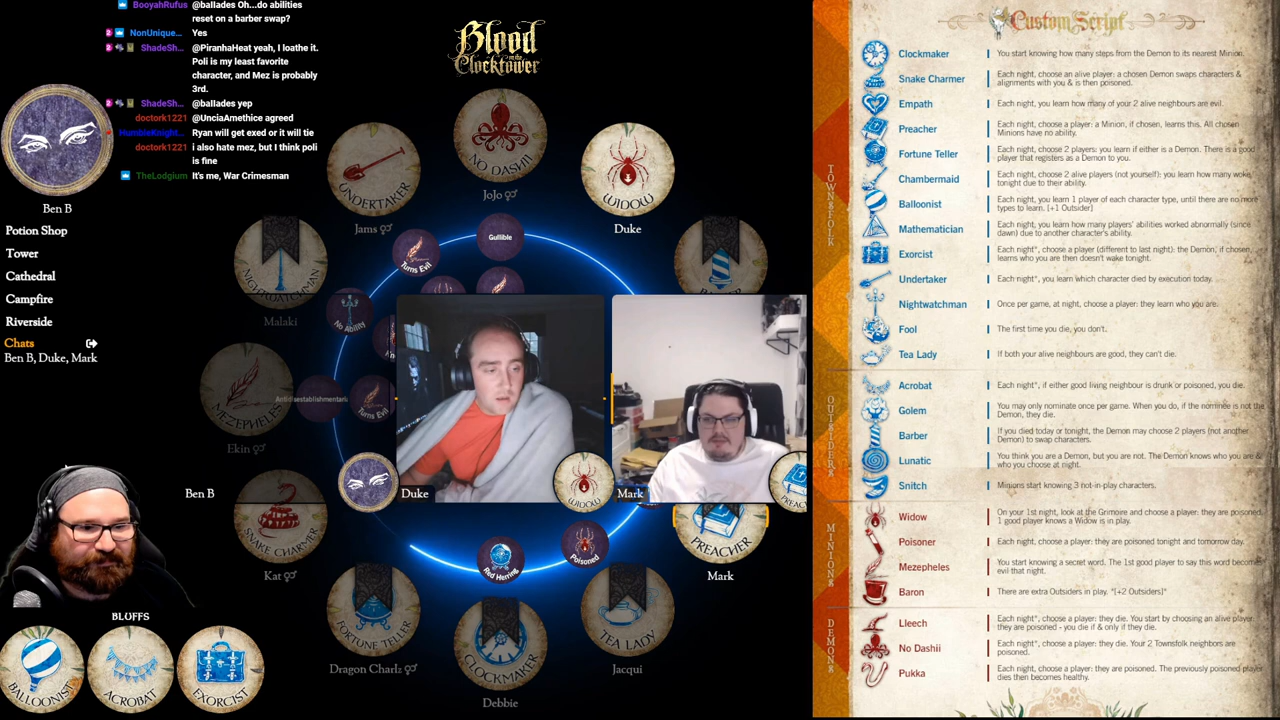 BooyahRufus @ballades Oh...do abilities
reset on a barber swap?
NonUnique... Yes
ShadeSh... @PiranhaHeat yeah, I loathe it.
Poli is my least favorite
character, and Mez is probably
3rd.
ShadeSh... @ballades yep
doctork1221 @UnciaAmethice agreed
HumbleKnight... Ryan will get exed or it will tie
doctork1221 i also hate mez, but I think poli
is fine
TheLodgium It's me, War Crimesman
Ben B
Potion Shop
Tower
Cathedral
Campfire
Riverside
Chats
Ben B, Duke, Mark
Blood
on the
Clocktower
NO DASHII
JoJo
UNDERTAKER
Jams
WIDOW
Duke
NIGHTWATCHMAN
Malaki
MEZEPHELES
Ekin
SNAKE CHARMER
Kat
FORTUNE TELLER
Dragon Charlz
CLOCKMAKER
Debbie
TEA LADY
Jacqui
PREACHER
Mark
Gullible
Turns Evil
No Ability
Turns Evil
Red Herring
Poisoned
Ben B
Duke
WIDOW
Mark
BLUFFS
BALLOONIST
ACROBAT
EXORCIST
Custom Script
TOWNSFOLK
Clockmaker You start knowing how many steps from the Demon to its nearest Minion.
Snake Charmer Each night, choose an alive player: a chosen Demon swaps characters &
alignments with you & is then poisoned.
Empath Each night, you learn how many of your 2 alive neighbours are evil.
Preacher Each night, choose a player: a Minion, if chosen, learns this. All chosen
Minions have no ability.
Fortune Teller Each night, choose 2 players: you learn if either is a Demon. There is a good
player that registers as a Demon to you.
Chambermaid Each night, choose 2 alive players (not yourself): you learn how many woke
tonight due to their ability.
Balloonist Each night, you learn 1 player of each character type, until there are no more
types to learn. [+1 Outsider]
Mathematician Each night, you learn how many players' abilities worked abnormally (since
dawn) due to another character's ability.
Exorcist Each night*, choose a player (different to last night): the Demon, if chosen,
learns who you are then doesn't wake tonight.
Undertaker Each night*, you learn which character died by execution today.
Nightwatchman Once per game, at night, choose a player: they learn who you are.
Fool The first time you die, you don't.
Tea Lady If both your alive neighbours are good, they can't die.
OUTSIDERS
Acrobat Each night*, if either good living neighbour is drunk or poisoned, you die.
Golem You may only nominate once per game. When you do, if the nominee is not the
Demon, they die.
Barber If you died today or tonight, the Demon may choose 2 players (not another
Demon) to swap characters.
Lunatic You think you are a Demon, but you are not. The Demon knows who you are &
who you choose at night.
Snitch Minions start knowing 3 not-in-play characters.
MINIONS
Widow On your 1st night, look at the Grimoire and choose a player: they are poisoned.
1 good player knows a Widow is in play.
Poisoner Each night, choose a player: they are poisoned tonight and tomorrow day.
Mezepheles You start knowing a secret word. The 1st good player to say this word becomes
evil that night.
Baron There are extra Outsiders in play. [+2 Outsiders]
DEMONS
Lleech Each night*, choose a player: they die. You start by choosing an alive player:
they are poisoned - you die if & only if they die.
No Dashii Each night*, choose a player: they die. Your 2 Townsfolk neighbors are
poisoned.
Pukka Each night, choose a player: they are poisoned. The previously poisoned player
dies then becomes healthy.